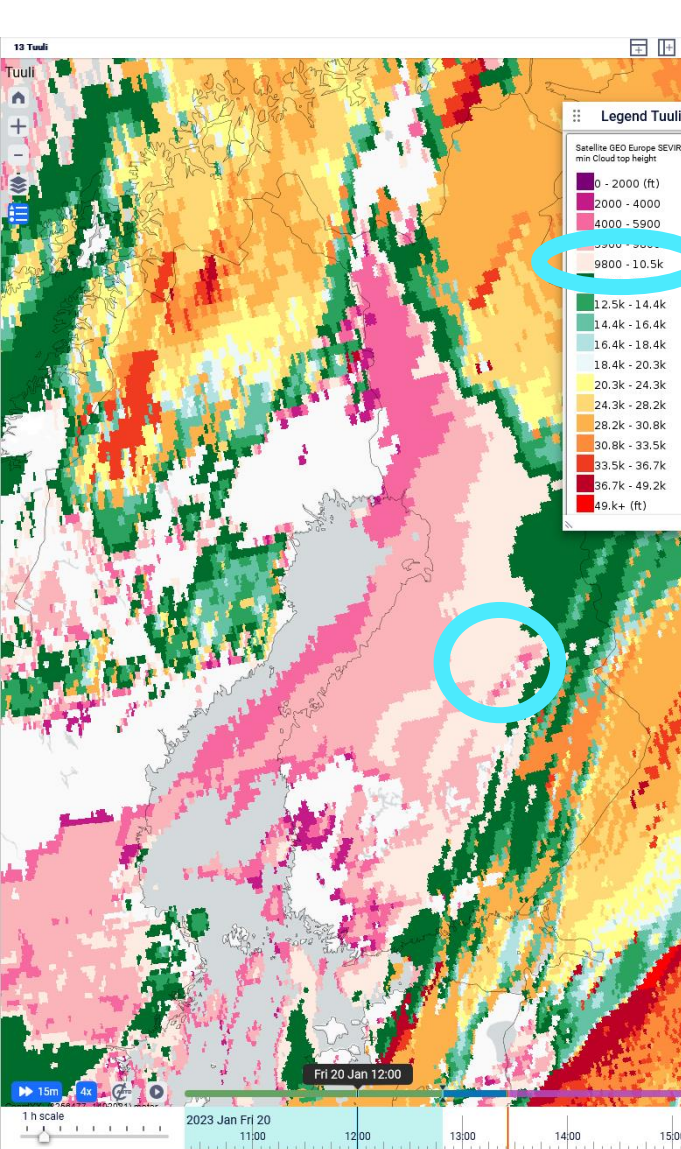 13 Tuuli
Tuuli
Legend Tuuli
Satellite GEO Europe SEVIR
min Cloud top height
0 - 2000 (ft)
2000 - 4000
4000 - 5900
9800 - 10.5k
12.5k - 14.4k
14.4k - 16.4k
16.4k - 18.4k
18.4k - 20.3k
20.3k - 24.3k
24.3k - 28.2k
28.2k - 30.8k
30.8k - 33.5k
33.5k - 36.7k
36.7k - 49.2k
49.k+ (ft)
Fri 20 Jan 12:00
15m
4x
1 h scale
2023 Jan Fri 20
11:00
12:00
13:00
14:00
15:0